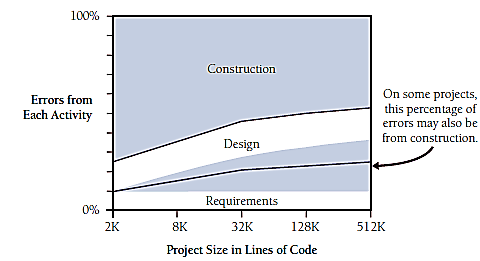 100%
Construction
Errors from
Each Activity
On some projects,
this percentage of
errors may also be
from construction.
Design
Requirements
0%
2K 8K 32K 128K 512K
Project Size in Lines of Code